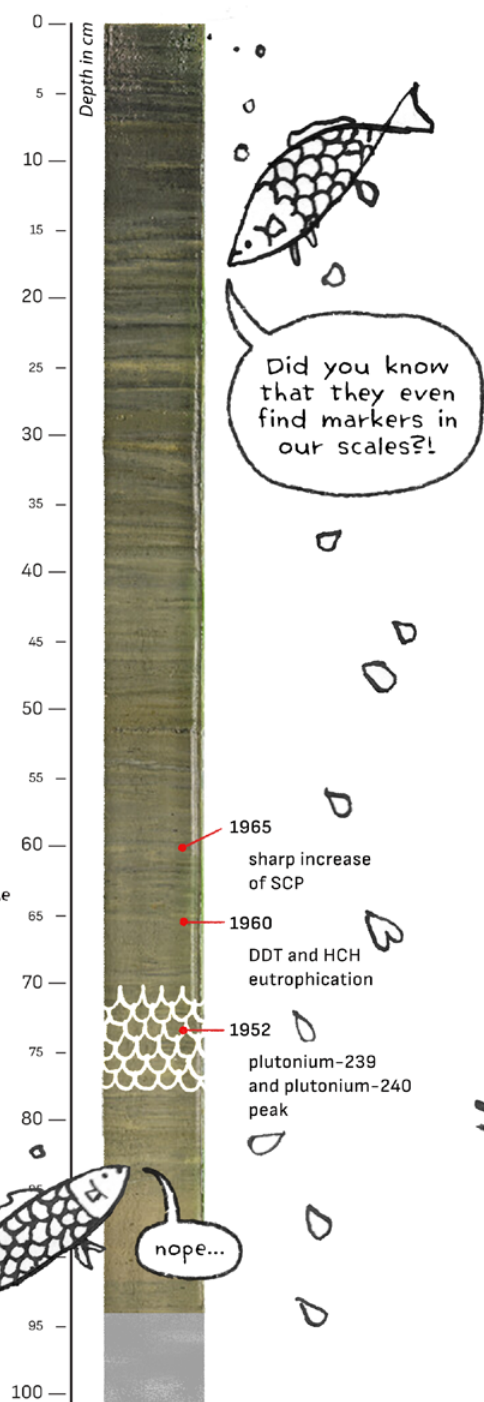 Depth in cm
0
5
10
15
20
25
30
35
40
45
50
55
60
65
70
75
80
95
100
Did you know
that they even
find markers in
our scales?!
1965
sharp increase
of SCP
1960
DDT and HCH
eutrophication
1952
plutonium-239
and plutonium-240
peak
nope...